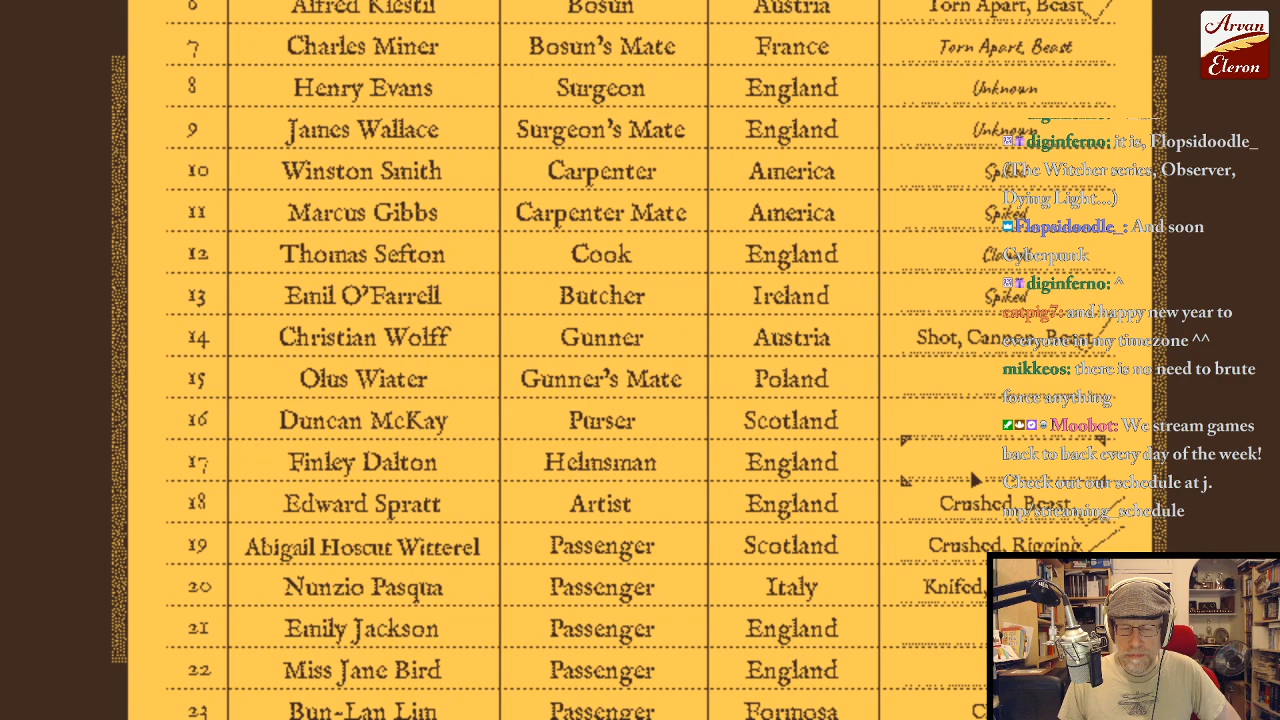 6 Alfred Klestil Bosun Austria Torn Apart, Beast
7 Charles Miner Bosun's Mate France Torn Apart, Beast
8 Henry Evans Surgeon England Unknown
9 James Wallace Surgeon's Mate England Unknown
10 Winston Smith Carpenter America
11 Marcus Gibbs Carpenter Mate America Spiked
12 Thomas Sefton Cook England
13 Emil O'Farrell Butcher Ireland Spiked
14 Christian Wolff Gunner Austria Shot, Cannon, Beast
15 Olus Wiater Gunner's Mate Poland
16 Duncan McKay Purser Scotland
17 Finley Dalton Helmsman England
18 Edward Spratt Artist England Crushed, Beast
19 Abigail Hoscut Witterel Passenger Scotland Crushed, Rigging
20 Nunzio Pasqua Passenger Italy Knifed,
21 Emily Jackson Passenger England
22 Miss Jane Bird Passenger England
23 Bun-Lan Lim Passenger Formosa
Arvan
Eleron
diginferno: it is, Flopsidoodle_
(The Witcher series, Observer,
Dying Light...)
Flopsidoodle_: And soon
Cyberpunk
diginferno: ^
catpig7: and happy new year to
everyone in my timezone ^^
mikkeos: there is no need to brute
force anything
Moobot: We stream games
back to back every day of the week!
Check out our schedule at j.
mp/streaming_schedule